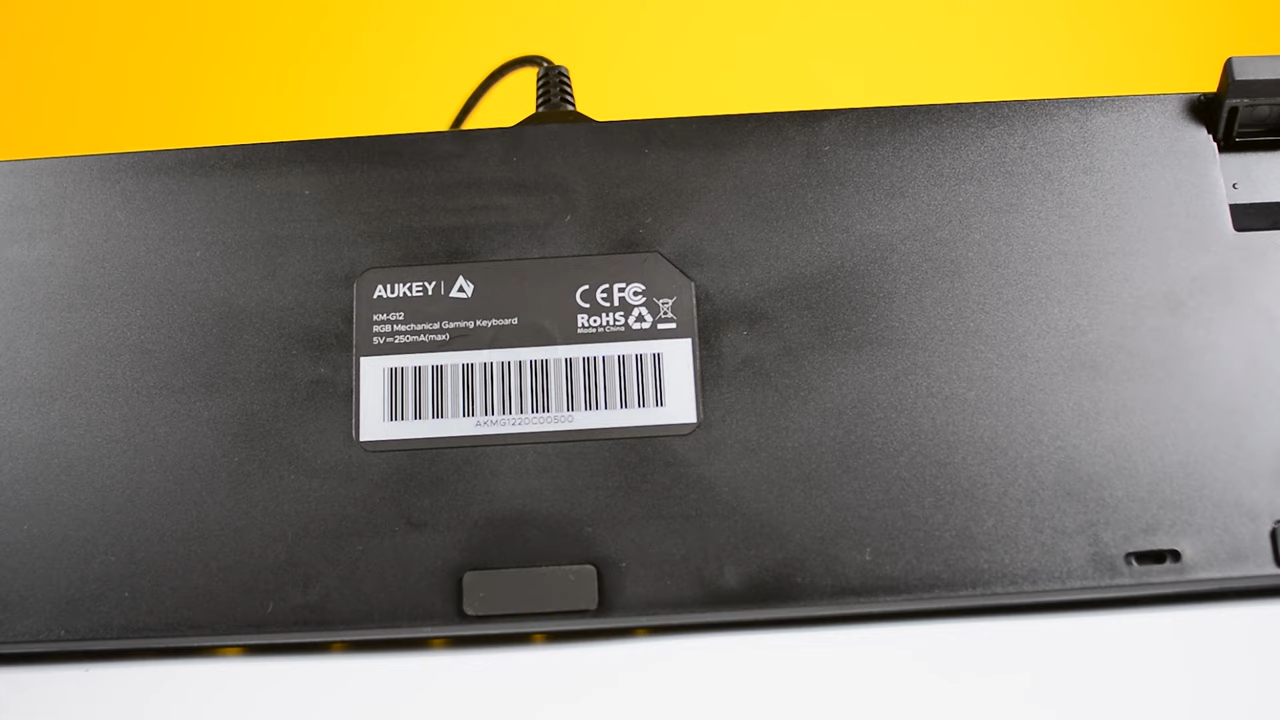 AUKEY
KM-G12
RGB Mechanical Gaming Keyboard
5V⎓250mA(max)
CE FC
RoHS
Made in China
AKMG1220C00500